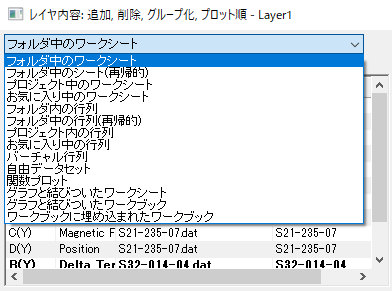 レイヤ内容: 追加, 削除, グループ化, プロット順 - Layer1
フォルダ中のワークシート
フォルダ中のワークシート
フォルダ中のシート(再帰的)
プロジェクト中のワークシート
お気に入り中のワークシート
フォルダ内の行列
フォルダ中の行列(再帰的)
プロジェクト内の行列
お気に入り中の行列
バーチャル行列
自由データセット
関数プロット
グラフと結びついたワークシート
グラフと結びついたワークブック
ワークブックに埋め込まれたワークブック
C(Y) Magnetic F S21-235-07.dat S21-235-07
D(Y) Position S21-235-07.dat S21-235-07
B(Y) Delta Ter S32-014-04.dat S32-014-04